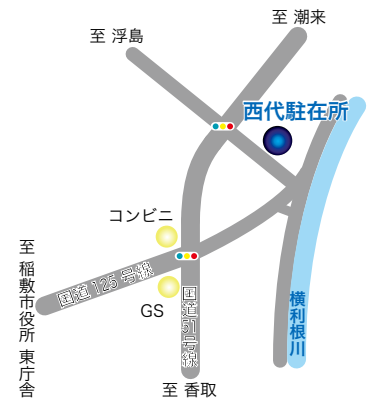 至 潮来
至 浮島
西代駐在所
コンビニ
至 稲敷市役所 東庁舎
国道125号線
GS
国道51号線
横利根川
至 香取